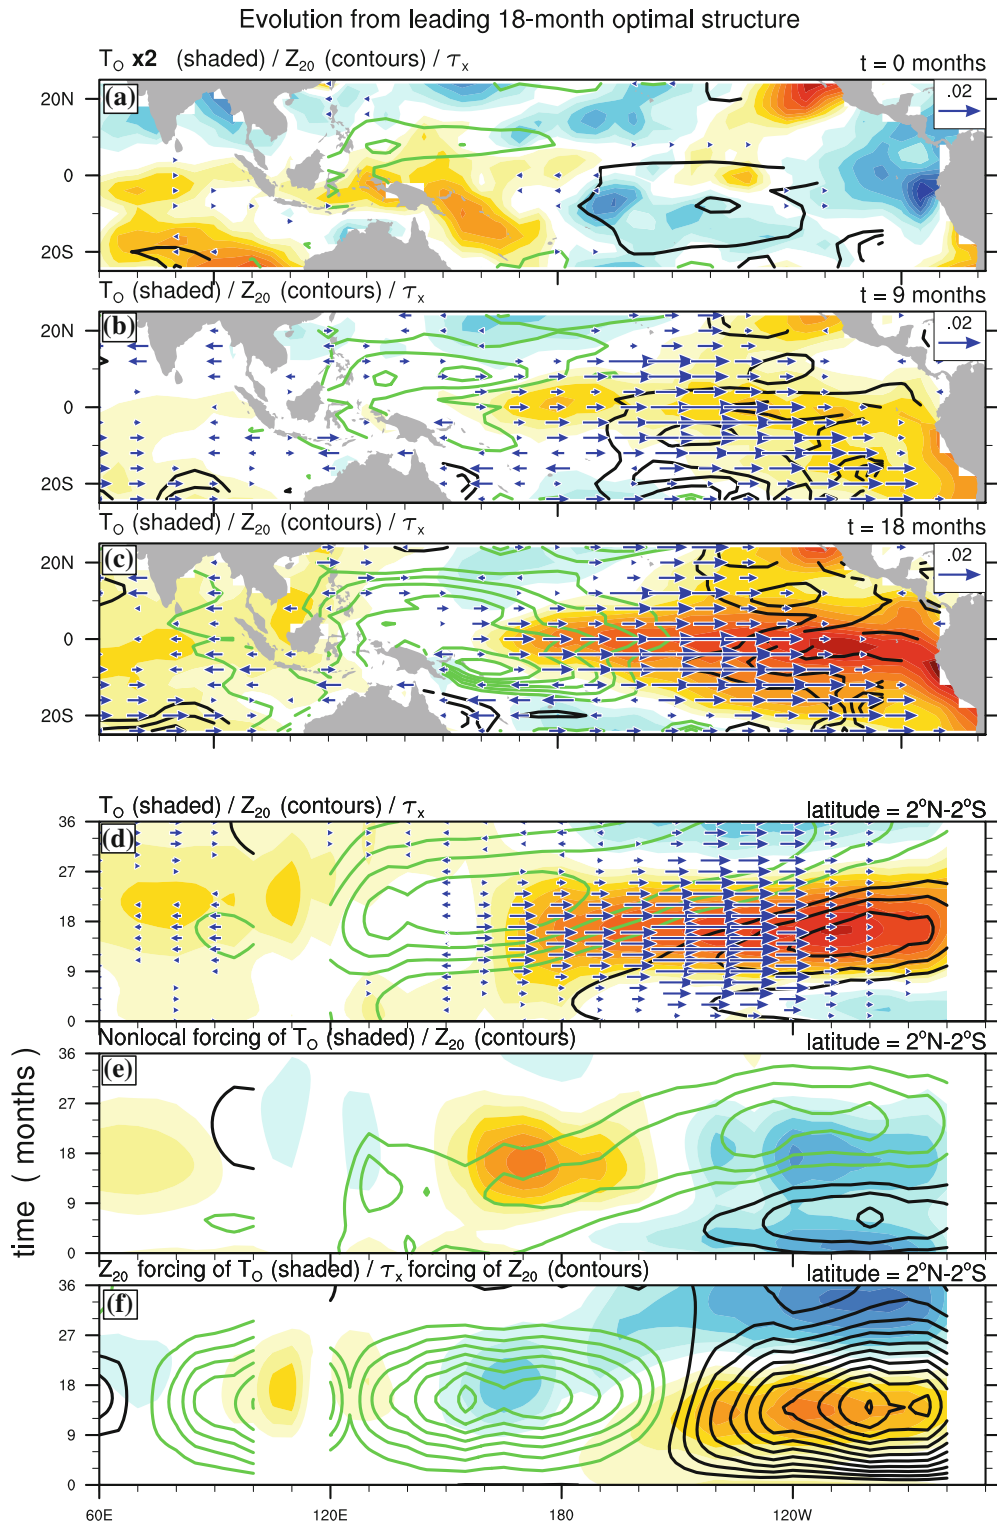 Evolution from leading 18-month optimal structure
T_O x2 (shaded) / Z_20 (contours) / τ_x
t = 0 months
(a)
.02
20N
0
20S
T_O (shaded) / Z_20 (contours) / τ_x
t = 9 months
(b)
.02
20N
0
20S
T_O (shaded) / Z_20 (contours) / τ_x
t = 18 months
(c)
.02
20N
0
20S
T_O (shaded) / Z_20 (contours) / τ_x
latitude = 2°N-2°S
(d)
36
27
18
9
0
Nonlocal forcing of T_O (shaded) / Z_20 (contours)
latitude = 2°N-2°S
(e)
36
27
18
9
0
time ( months)
Z_20 forcing of T_O (shaded) / τ_x forcing of Z_20 (contours)
latitude = 2°N-2°S
(f)
36
27
18
9
0
60E 120E 180 120W